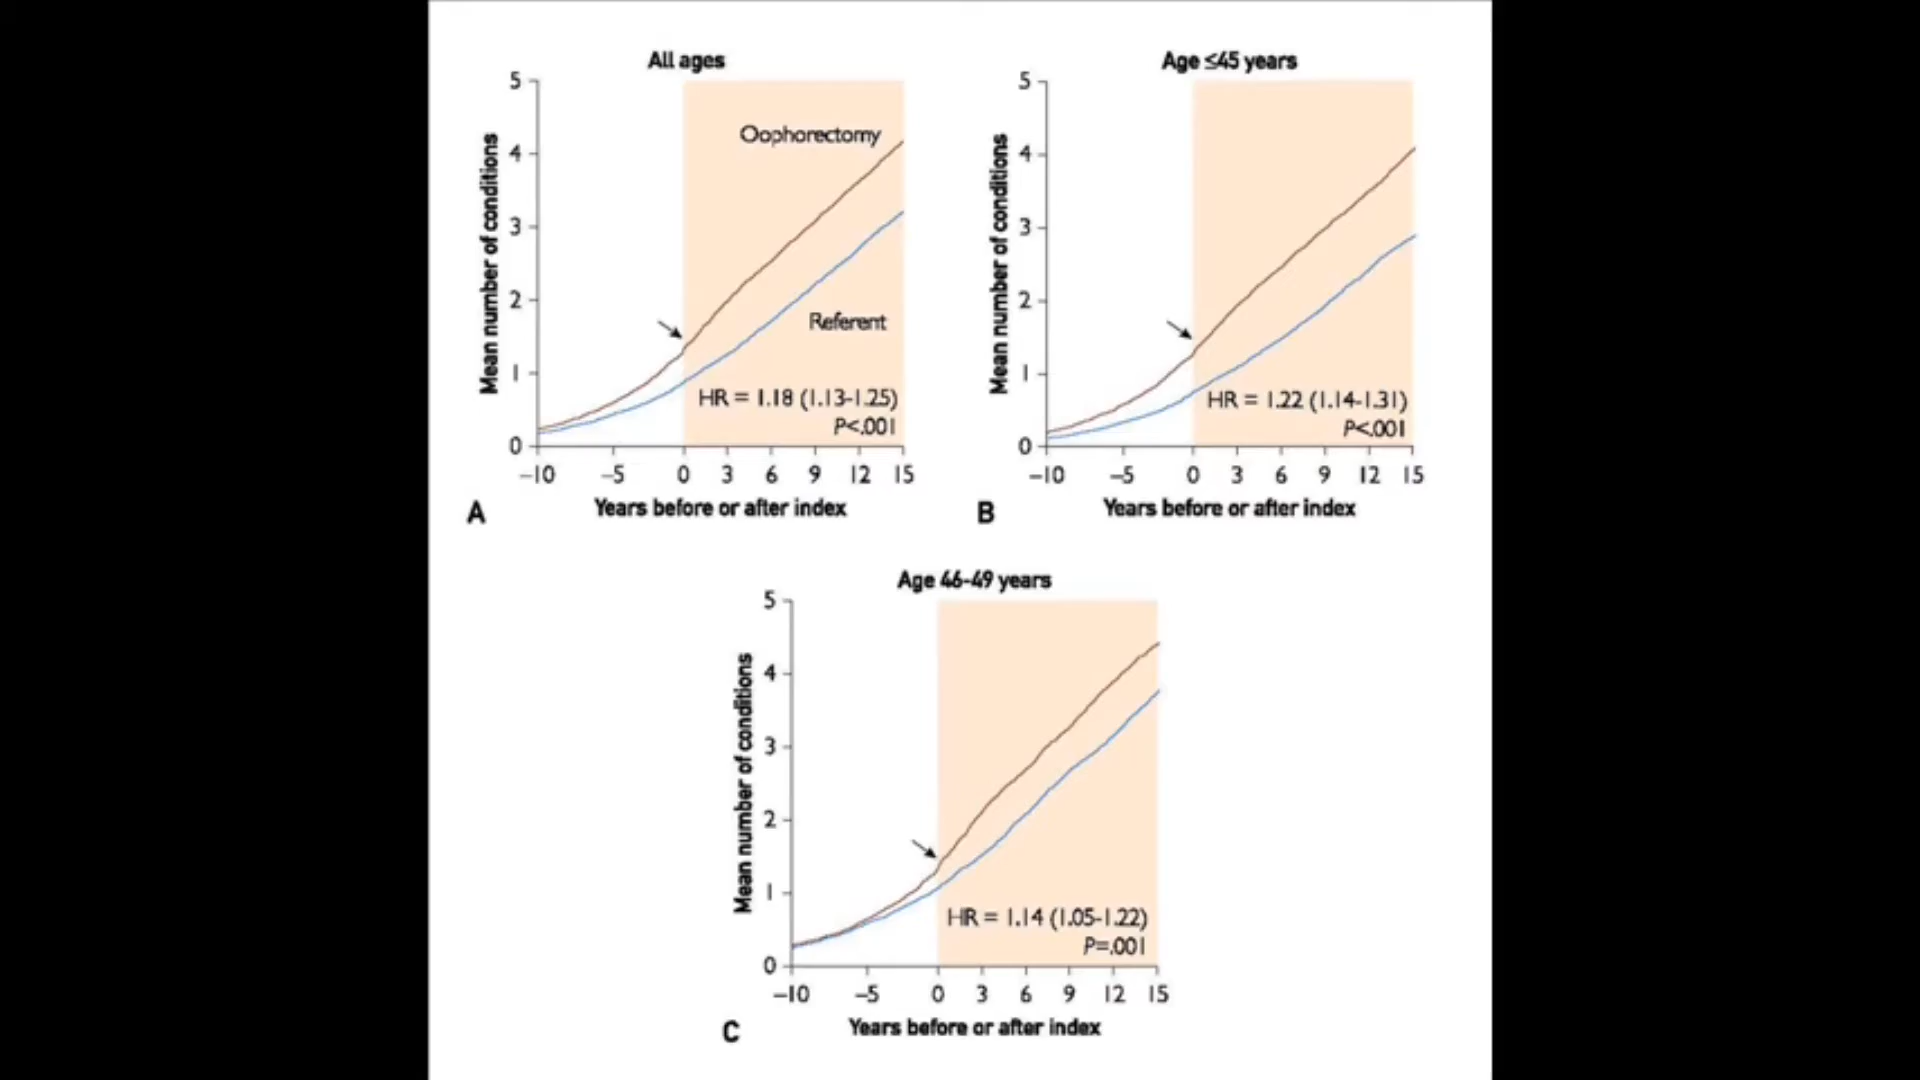 All ages
5
4
3
2
1
0
Mean number of conditions
Oophorectomy
Referent
HR = 1.18 (1.13-1.25)
P<.001
−10 −5 0 3 6 9 12 15
Years before or after index
A
Age ≤45 years
5
4
3
2
1
0
Mean number of conditions
HR = 1.22 (1.14-1.31)
P<.001
−10 −5 0 3 6 9 12 15
Years before or after index
B
Age 46-49 years
5
4
3
2
1
0
Mean number of conditions
HR = 1.14 (1.05-1.22)
P=.001
−10 −5 0 3 6 9 12 15
Years before or after index
C